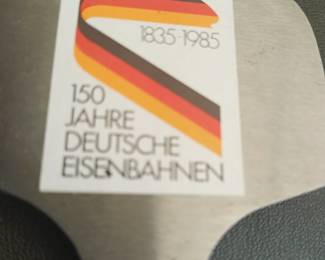 1835-1985
150
JAHRE
DEUTSCHE
EISENBAHNEN